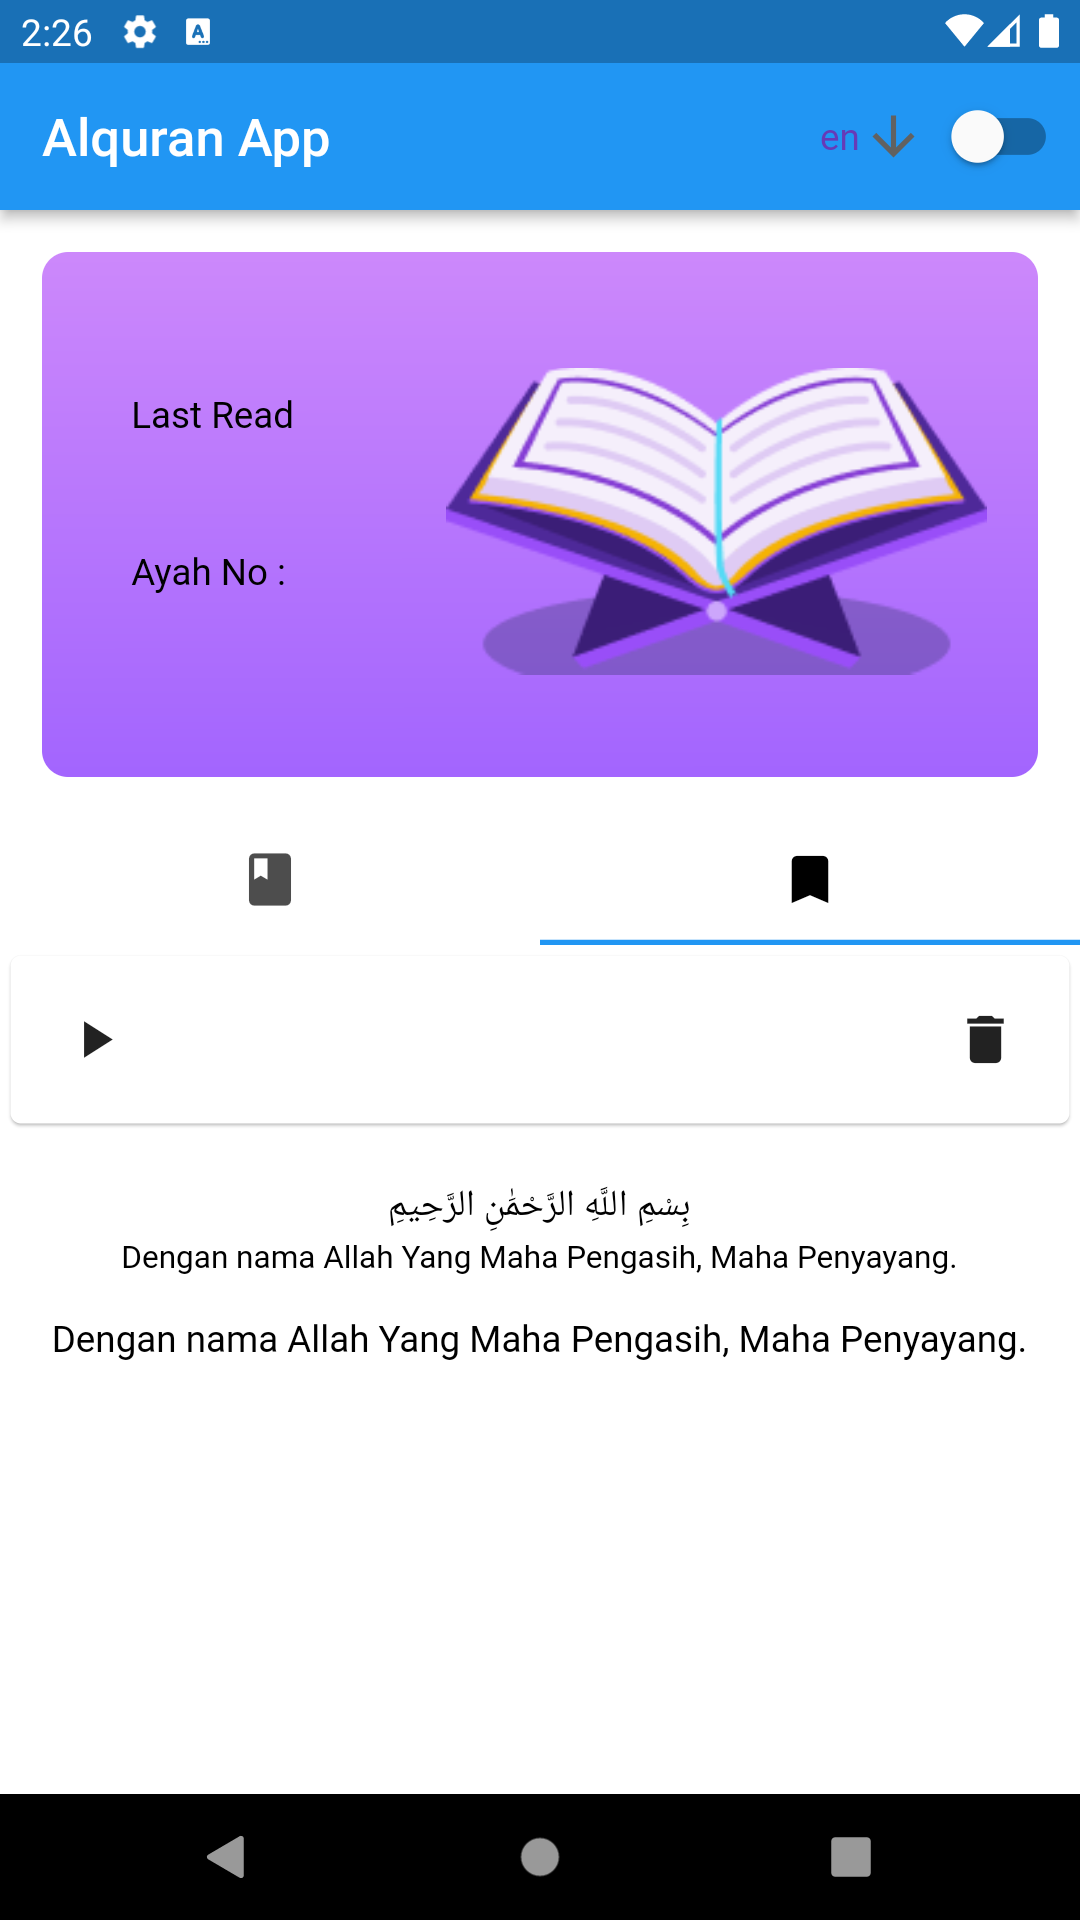 2:26
Alquran App
en
Last Read
Ayah No :
بِسْمِ اللَّهِ الرَّحْمَٰنِ الرَّحِيمِ
Dengan nama Allah Yang Maha Pengasih, Maha Penyayang.
Dengan nama Allah Yang Maha Pengasih, Maha Penyayang.